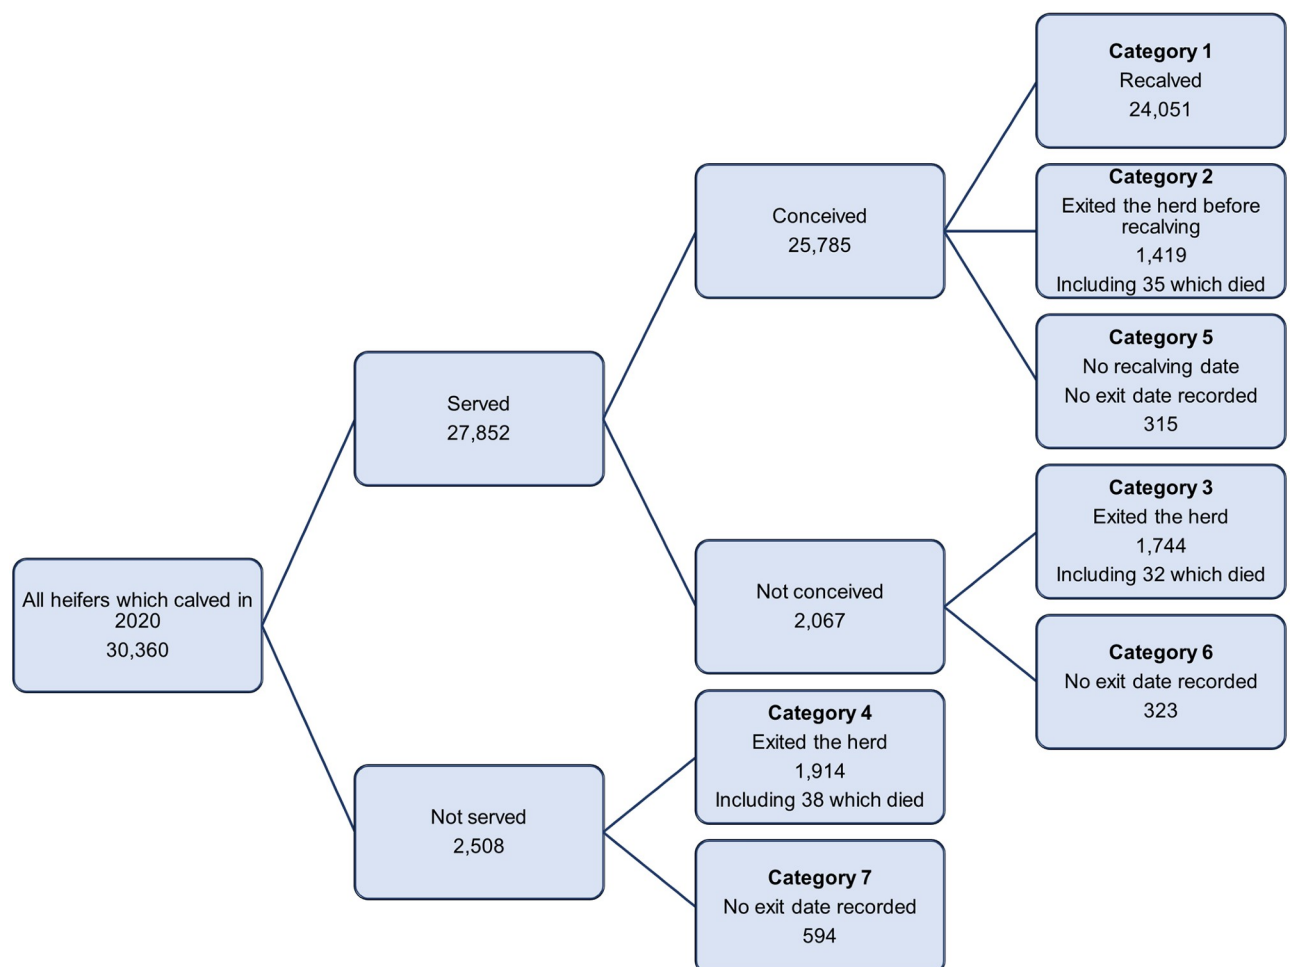 Category 1
Recalved
24,051
Category 2
Exited the herd before
recalving
1,419
Including 35 which died
Conceived
25,785
Category 5
No recalving date
No exit date recorded
315
Served
27,852
Category 3
Exited the herd
1,744
Including 32 which died
Not conceived
2,067
Category 6
No exit date recorded
323
All heifers which calved in
2020
30,360
Category 4
Exited the herd
1,914
Including 38 which died
Not served
2,508
Category 7
No exit date recorded
594